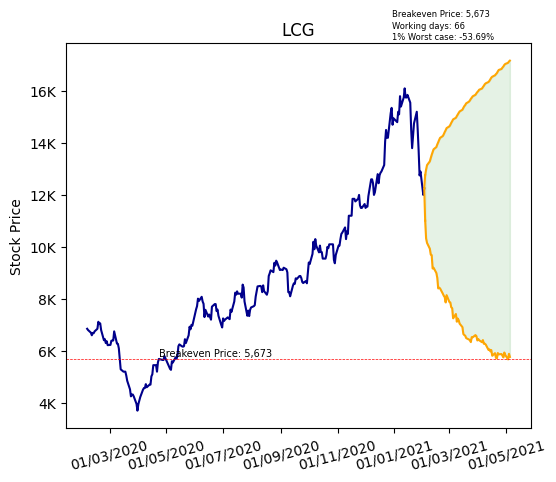 Breakeven Price: 5,673
Working days: 66
1% Worst case: -53.69%
LCG
Stock Price
16K
14K
12K
10K
8K
6K
4K
Breakeven Price: 5,673
01/03/2020
01/05/2020
01/07/2020
01/09/2020
01/11/2020
01/01/2021
01/03/2021
01/05/2021